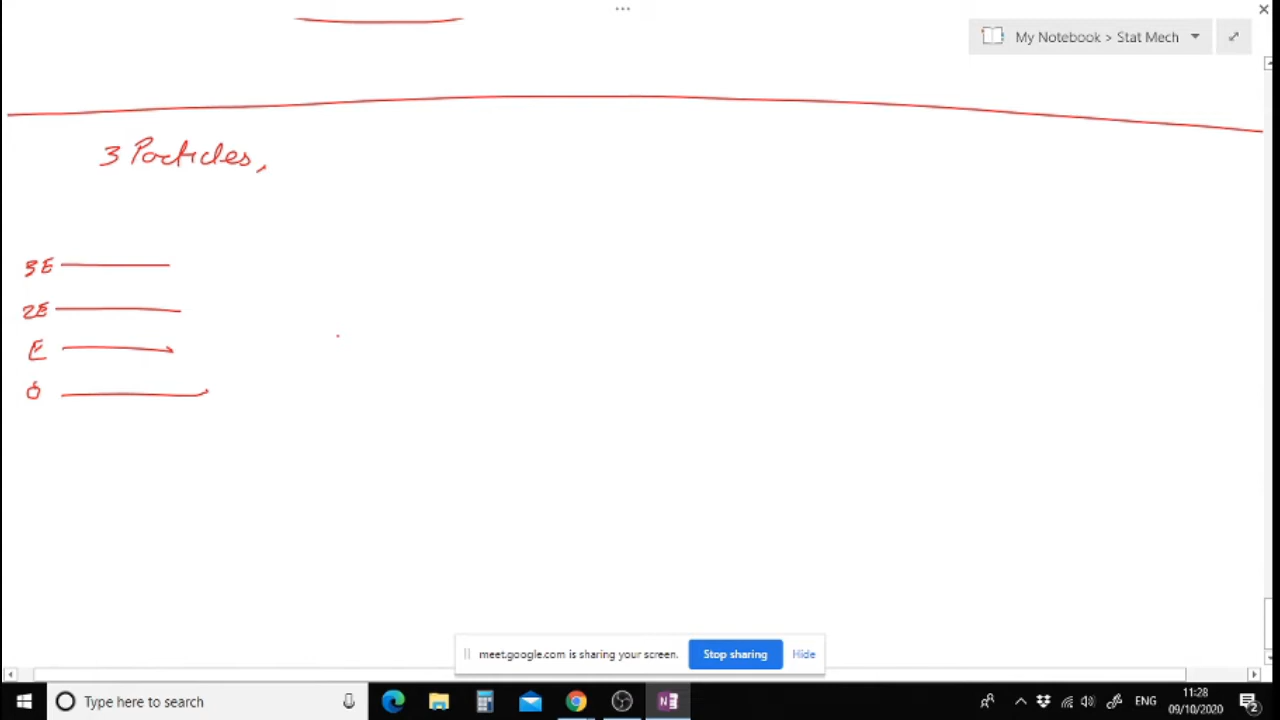 My Notebook > Stat Mech
3 Particles,
3E
2E
E
0
meet.google.com is sharing your screen. Stop sharing Hide
Type here to search
ENG
11:28
09/10/2020
2